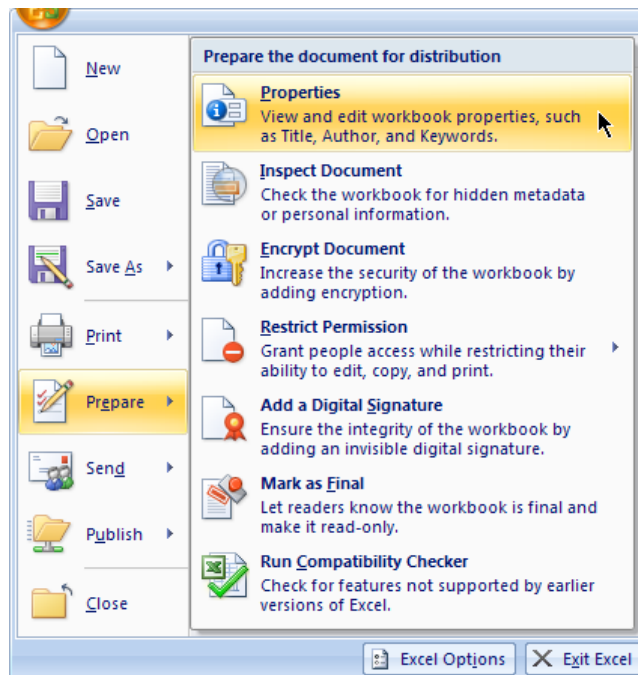 New
Open
Save
Save As
Print
Prepare
Send
Publish
Close
Prepare the document for distribution
Properties
View and edit workbook properties, such
as Title, Author, and Keywords.
Inspect Document
Check the workbook for hidden metadata
or personal information.
Encrypt Document
Increase the security of the workbook by
adding encryption.
Restrict Permission
Grant people access while restricting their
ability to edit, copy, and print.
Add a Digital Signature
Ensure the integrity of the workbook by
adding an invisible digital signature.
Mark as Final
Let readers know the workbook is final and
make it read-only.
Run Compatibility Checker
Check for features not supported by earlier
versions of Excel.
Excel Options
Exit Excel